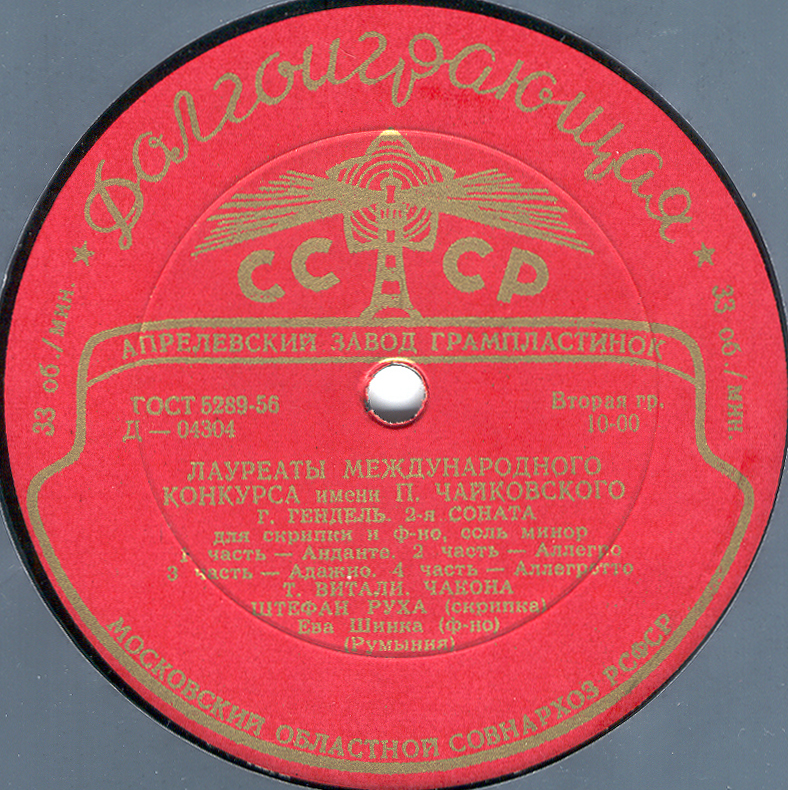 Долгоиграющая
★ 33 об./мин.
★ 33 об./мин.
СССР
АПРЕЛЕВСКИЙ ЗАВОД ГРАМПЛАСТИНОК
ГОСТ 5289-56
Д — 04304
Вторая гр.
10-00
ЛАУРЕАТЫ МЕЖДУНАРОДНОГО
КОНКУРСА имени П. ЧАЙКОВСКОГО
Г. ГЕНДЕЛЬ. 2-я СОНАТА
для скрипки и ф-но, соль минор
1 часть — Анданте. 2 часть — Аллегро
3 часть — Адажио. 4 часть — Аллегретто
Т. ВИТАЛИ. ЧАКОНА
ШТЕФАН РУХА (скрипка)
Ева Шинка (ф-но)
(Румыния)
МОСКОВСКИЙ ОБЛАСТНОЙ СОВНАРХОЗ РСФСР